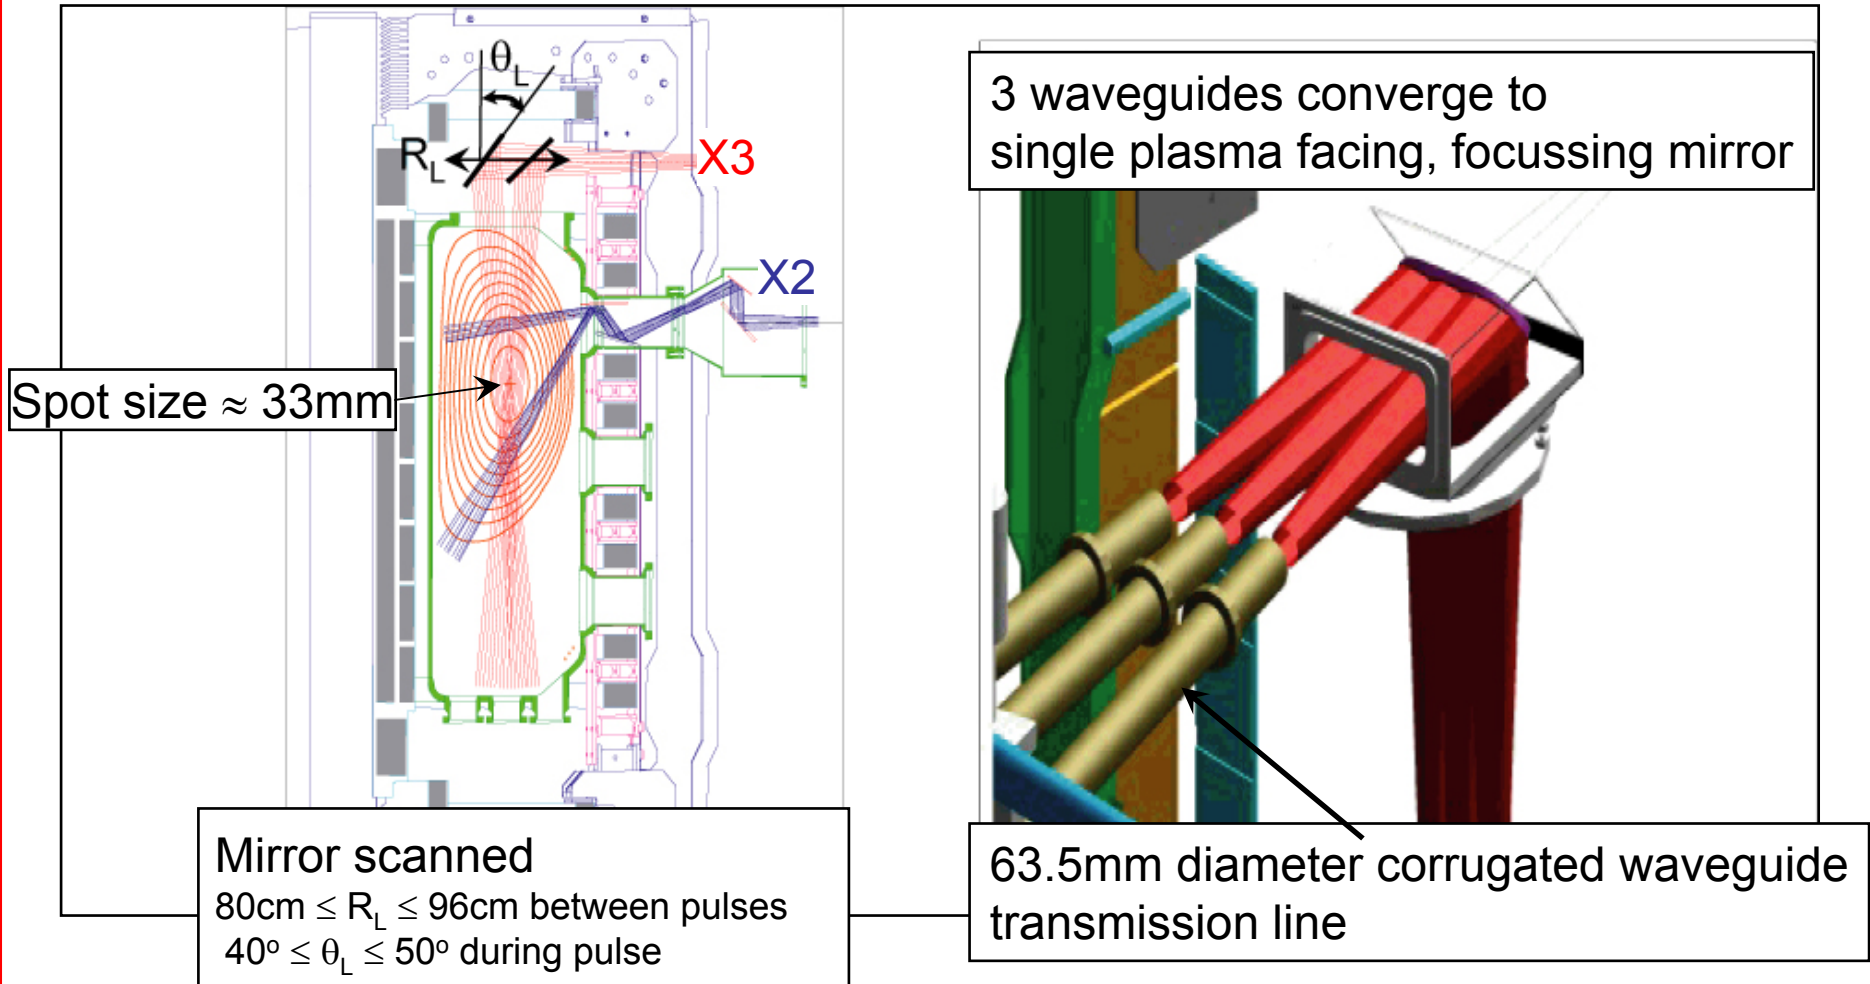 θL
RL
X3
X2
Spot size ≈ 33mm
Mirror scanned
80cm ≤ RL ≤ 96cm between pulses
40º ≤ θL ≤ 50º during pulse
3 waveguides converge to
single plasma facing, focussing mirror
63.5mm diameter corrugated waveguide
transmission line